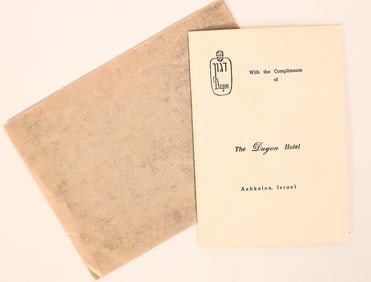 דגון
Dagon
With the Compliments
of
The Dagon Hotel
Ashkelon, Israel